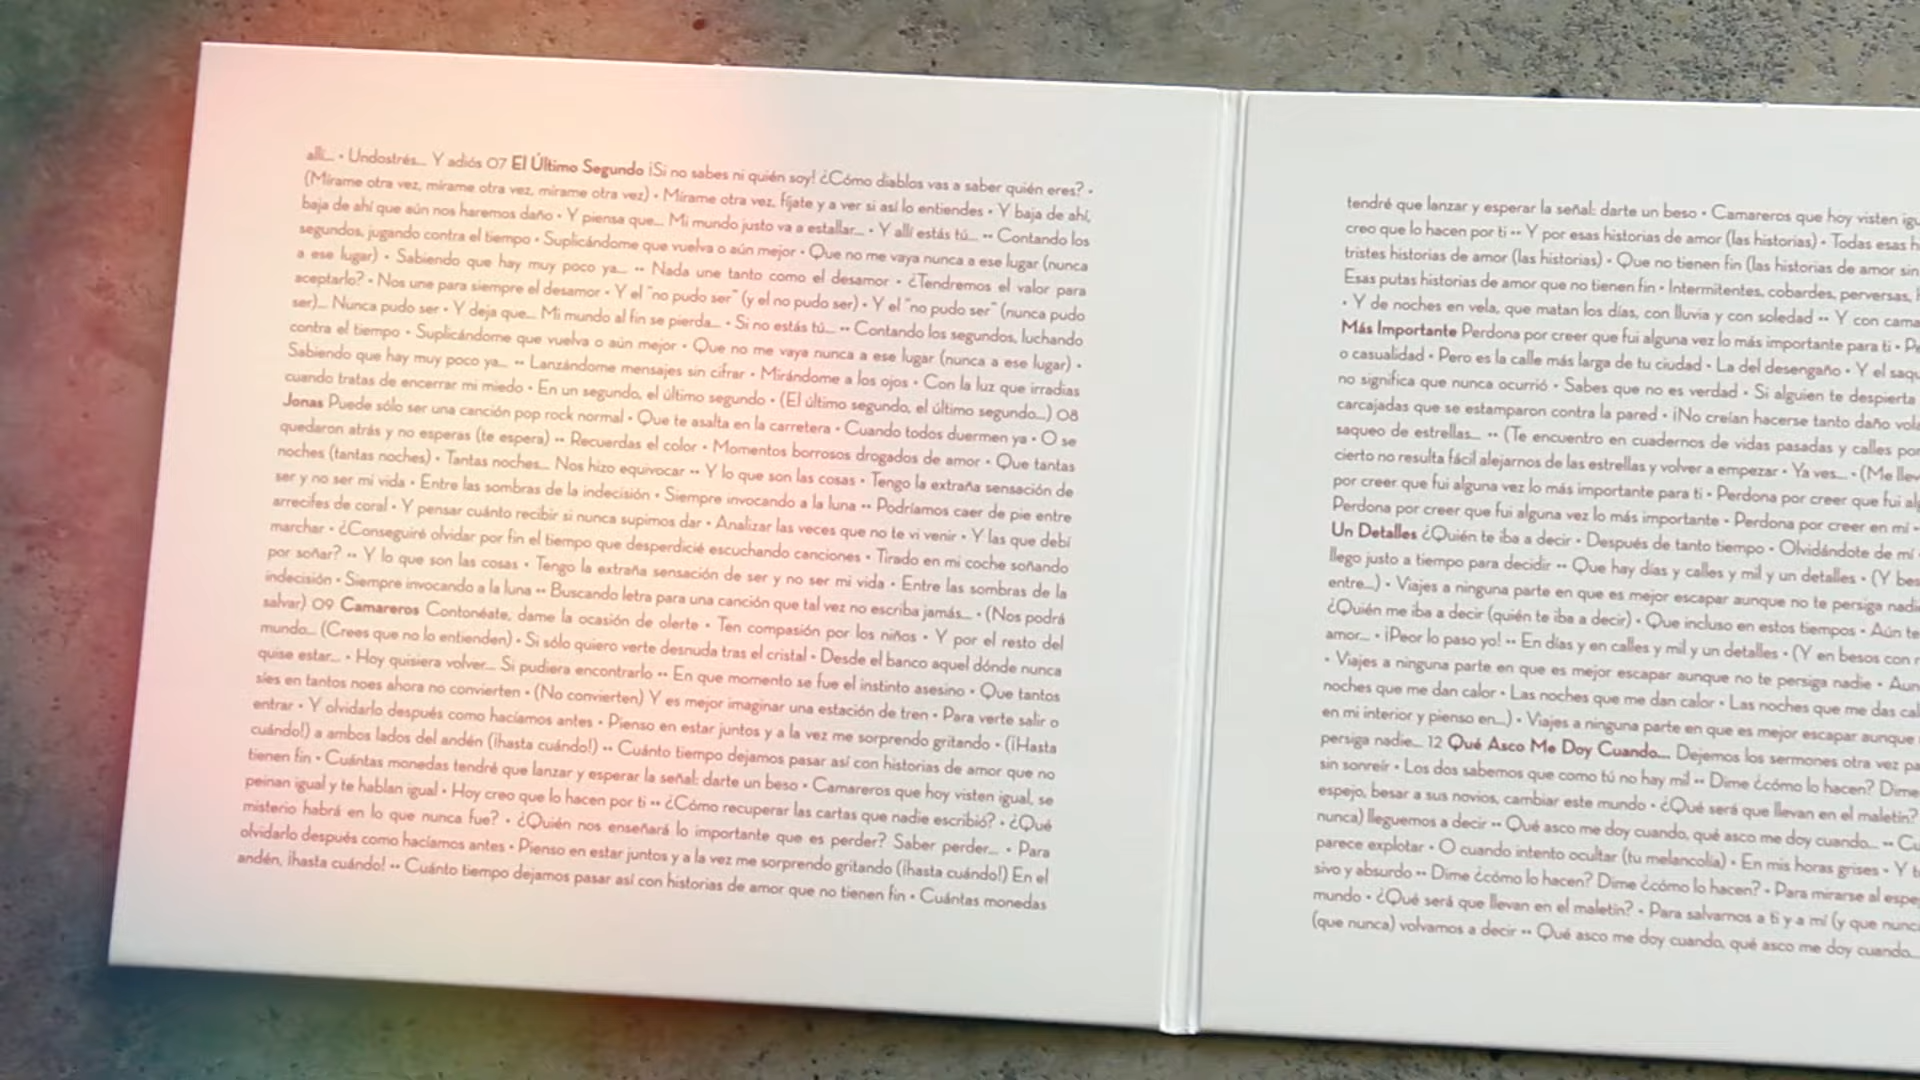 allí... • Undostrés... Y adiós 07 El Último Segundo ¡Si no sabes ni quién soy! ¿Cómo diablos vas a saber quién eres? •
(Mírame otra vez, mírame otra vez, mírame otra vez) • Mírame otra vez, fíjate y a ver si así lo entiendes • Y baja de ahí,
baja de ahí que aún nos haremos daño • Y piensa que... Mi mundo justo va a estallar... • Y allí estás tú... •• Contando los
segundos, jugando contra el tiempo • Suplicándome que vuelva o aún mejor • Que no me vaya nunca a ese lugar (nunca
a ese lugar) • Sabiendo que hay muy poco ya... •• Nada une tanto como el desamor • ¿Tendremos el valor para
aceptarlo? • Nos une para siempre el desamor • Y el "no pudo ser" (y el no pudo ser) • Y el "no pudo ser" (nunca pudo
ser)... Nunca pudo ser • Y deja que... Mi mundo al fin se pierda... • Si no estás tú... •• Contando los segundos, luchando
contra el tiempo • Suplicándome que vuelva o aún mejor • Que no me vaya nunca a ese lugar (nunca a ese lugar) •
Sabiendo que hay muy poco ya... •• Lanzándome mensajes sin cifrar • Mirándome a los ojos • Con la luz que irradias
cuando tratas de encerrar mi miedo • En un segundo, el último segundo • (El último segundo, el último segundo...) 08
Jonas Puede sólo ser una canción pop rock normal • Que te asalta en la carretera • Cuando todos duermen ya • O se
quedaron atrás y no esperas (te espera) •• Recuerdas el color • Momentos borrosos drogados de amor • Que tantas
noches (tantas noches) • Tantas noches... Nos hizo equivocar •• Y lo que son las cosas • Tengo la extraña sensación de
ser y no ser mi vida • Entre las sombras de la indecisión • Siempre invocando a la luna •• Podríamos caer de pie entre
arrecifes de coral • Y pensar cuánto recibir si nunca supimos dar • Analizar las veces que no te vi venir • Y las que debí
marchar • ¿Conseguiré olvidar por fin el tiempo que desperdicié escuchando canciones • Tirado en mi coche soñando
por soñar? •• Y lo que son las cosas • Tengo la extraña sensación de ser y no ser mi vida • Entre las sombras de la
indecisión • Siempre invocando a la luna •• Buscando letra para una canción que tal vez no escriba jamás... • (Nos podrá
salvar) 09 Camareros Contonéate, dame la ocasión de olerte • Ten compasión por los niños • Y por el resto del
mundo... (Crees que no lo entienden) • Si sólo quiero verte desnuda tras el cristal • Desde el banco aquel dónde nunca
quise estar... • Hoy quisiera volver... Si pudiera encontrarlo •• En que momento se fue el instinto asesino • Que tantos
síes en tantos noes ahora no convierten • (No convierten) Y es mejor imaginar una estación de tren • Para verte salir o
entrar • Y olvidarlo después como hacíamos antes • Pienso en estar juntos y a la vez me sorprendo gritando • (¡Hasta
cuándo!) a ambos lados del andén (¡hasta cuándo!) •• Cuánto tiempo dejamos pasar así con historias de amor que no
tienen fin • Cuántas monedas tendré que lanzar y esperar la señal: darte un beso • Camareros que hoy visten igual, se
peinan igual y te hablan igual • Hoy creo que lo hacen por ti •• ¿Cómo recuperar las cartas que nadie escribió? • ¿Qué
misterio habrá en lo que nunca fue? • ¿Quién nos enseñará lo importante que es perder? Saber perder... • Para
olvidarlo después como hacíamos antes • Pienso en estar juntos y a la vez me sorprendo gritando (¡hasta cuándo!) En el
andén, ¡hasta cuándo! •• Cuánto tiempo dejamos pasar así con historias de amor que no tienen fin • Cuántas monedas
tendré que lanzar y esperar la señal: darte un beso • Camareros que hoy visten
creo que lo hacen por ti •• Y por esas historias de amor (las historias) • Todas esas
tristes historias de amor (las historias) • Que no tienen fin (las historias de amor sin
Esas putas historias de amor que no tienen fin • Intermitentes, cobardes, perversas,
• Y de noches en vela, que matan los días, con lluvia y con soledad •• Y con
Más Importante Perdona por creer que fui alguna vez lo más importante para ti •
o casualidad • Pero es la calle más larga de tu ciudad • La del desengaño • Y el
no significa que nunca ocurrió • Sabes que no es verdad • Si alguien te despierta
carcajadas que se estamparon contra la pared • ¡No creían hacerse tanto daño
saqueo de estrellas... •• (Te encuentro en cuadernos de vidas pasadas y calles
cierto no resulta fácil alejarnos de las estrellas y volver a empezar • Ya ves... • (Me
por creer que fui alguna vez lo más importante para ti • Perdona por creer que fui
Perdona por creer que fui alguna vez lo más importante • Perdona por creer en mí •
Un Detalles ¿Quién te iba a decir • Después de tanto tiempo • Olvidándote de mí
llego justo a tiempo para decidir •• Que hay días y calles y mil y un detalles • (Y
entre...) • Viajes a ninguna parte en que es mejor escapar aunque no te persiga
¿Quién me iba a decir (quién te iba a decir) • Que incluso en estos tiempos • Aún
amor... • ¡Peor lo paso yo! •• En días y en calles y mil y un detalles • (Y en besos con
• Viajes a ninguna parte en que es mejor escapar aunque no te persiga nadie •
noches que me dan calor • Las noches que me dan calor • Las noches que me das
en mi interior y pienso en...) • Viajes a ninguna parte en que es mejor escapar aunque
persiga nadie... 12 Qué Asco Me Doy Cuando.... Dejemos los sermones otra vez
sin sonreír • Los dos sabemos que como tú no hay mil •• Dime ¿cómo lo hacen? Dime
espejo, besar a sus novios, cambiar este mundo • ¿Qué será que llevan en el maletín?
nunca) lleguemos a decir •• Qué asco me doy cuando, qué asco me doy cuando... ••
parece explotar • O cuando intento ocultar (tu melancolía) • En mis horas grises • Y
sivo y absurdo •• Dime ¿cómo lo hacen? Dime ¿cómo lo hacen? • Para mirarse al
mundo • ¿Qué será que llevan en el maletín? • Para salvarnos a ti y a mí (y que
(que nunca) volvamos a decir •• Qué asco me doy cuando, qué asco me doy cuando...